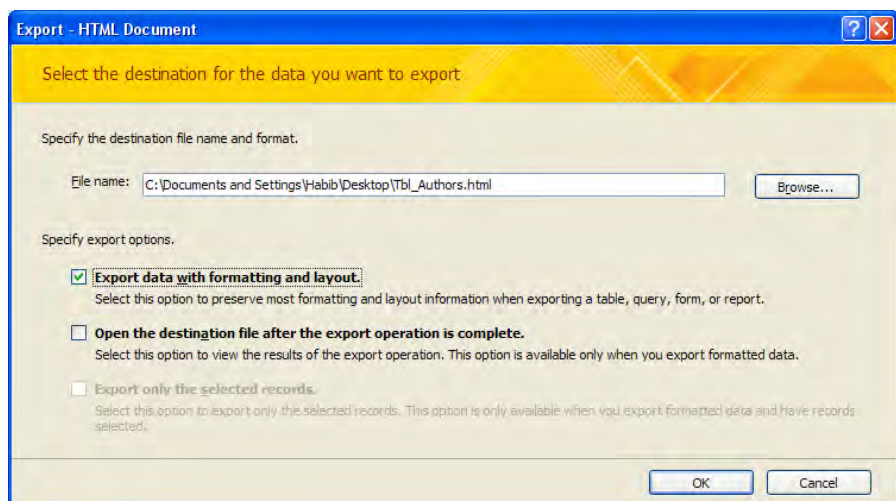 Export - HTML Document
Select the destination for the data you want to export
Specify the destination file name and format.
File name: C:\Documents and Settings\Habib\Desktop\Tbl_Authors.html Browse...
Specify export options.
Export data with formatting and layout.
Select this option to preserve most formatting and layout information when exporting a table, query, form, or report.
Open the destination file after the export operation is complete.
Select this option to view the results of the export operation. This option is available only when you export formatted data.
Export only the selected records.
Select this option to export only the selected records. This option is only available when you export formatted data and have records
selected.
OK Cancel